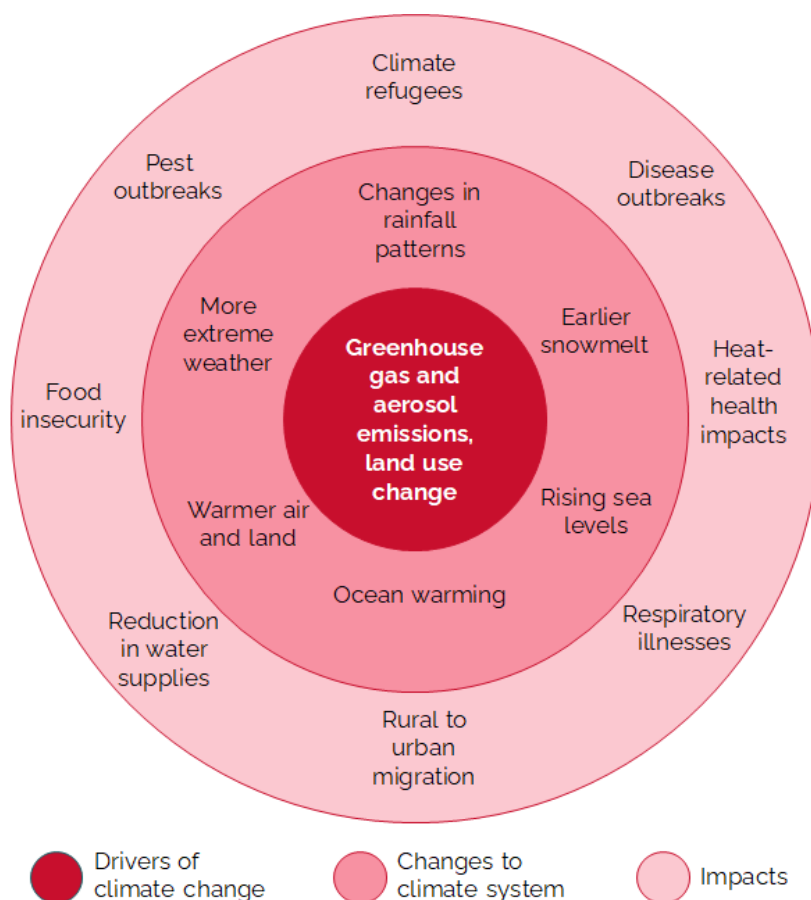 Climate
refugees
Pest
outbreaks
Disease
outbreaks
Changes in
rainfall
patterns
More
extreme
weather
Earlier
snowmelt
Greenhouse
gas and
aerosol
emissions,
land use
change
Food
insecurity
Heat-
related
health
impacts
Warmer air
and land
Rising sea
levels
Ocean warming
Reduction
in water
supplies
Respiratory
illnesses
Rural to
urban
migration
Drivers of
climate change
Changes to
climate system
Impacts